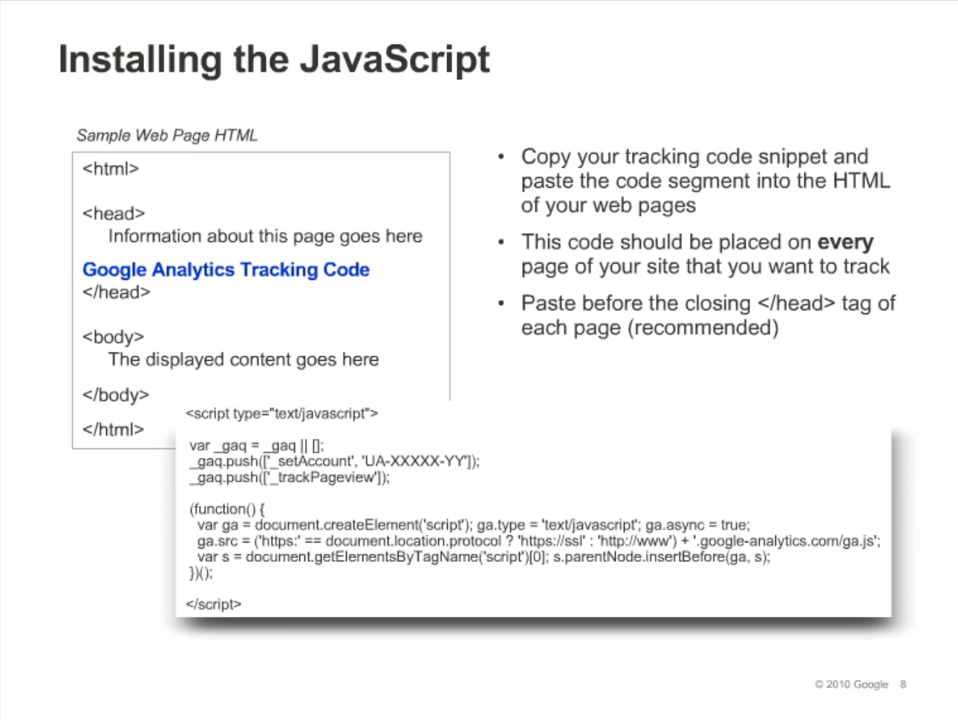 Installing the JavaScript
Sample Web Page HTML
<html>
<head>
Information about this page goes here
Google Analytics Tracking Code
</head>
<body>
The displayed content goes here
</body>
</html>
• Copy your tracking code snippet and
paste the code segment into the HTML
of your web pages
• This code should be placed on every
page of your site that you want to track
• Paste before the closing </head> tag of
each page (recommended)
<script type="text/javascript">
var _gaq = _gaq || [];
_gaq.push(['_setAccount', 'UA-XXXXX-YY']);
_gaq.push(['_trackPageview']);
(function() {
var ga = document.createElement('script'); ga.type = 'text/javascript'; ga.async = true;
ga.src = ('https:' == document.location.protocol ? 'https://ssl' : 'http://www') + '.google-analytics.com/ga.js';
var s = document.getElementsByTagName('script')[0]; s.parentNode.insertBefore(ga, s);
})();
</script>
© 2010 Google 8